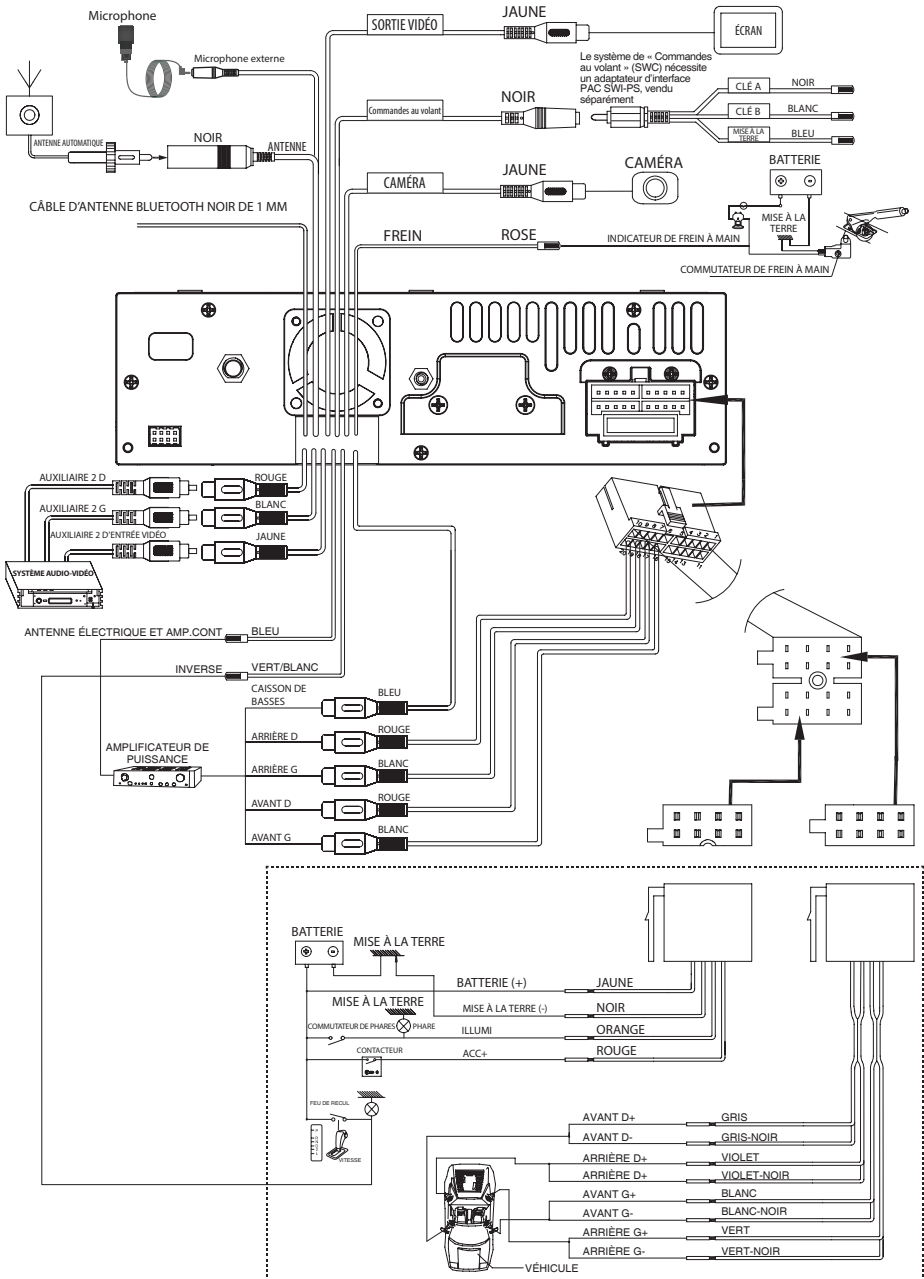 Microphone
Microphone externe
SORTIE VIDÉO
JAUNE
ÉCRAN
Le système de « Commandes
au volant » (SWC) nécessite
un adaptateur d'interface
PAC SWI-PS, vendu
séparément
Commandes au volant
NOIR
CLÉ A
NOIR
CLÉ B
BLANC
MISE À LA
TERRE
BLEU
ANTENNE AUTOMATIQUE
NOIR
ANTENNE
CAMÉRA
JAUNE
CAMÉRA
BATTERIE
MISE À LA
TERRE
CÂBLE D'ANTENNE BLUETOOTH NOIR DE 1 MM
FREIN
ROSE
INDICATEUR DE FREIN À MAIN
COMMUTATEUR DE FREIN À MAIN
AUXILIAIRE 2 D
ROUGE
AUXILIAIRE 2 G
BLANC
AUXILIAIRE 2 D'ENTRÉE VIDÉO
JAUNE
SYSTÈME AUDIO-VIDÉO
ANTENNE ÉLECTRIQUE ET AMP.CONT
BLEU
INVERSE
VERT/BLANC
CAISSON DE
BASSES
BLEU
ARRIÈRE D
ROUGE
AMPLIFICATEUR DE
PUISSANCE
ARRIÈRE G
BLANC
AVANT D
ROUGE
AVANT G
BLANC
BATTERIE
MISE À LA TERRE
BATTERIE (+)
JAUNE
MISE À LA TERRE
MISE À LA TERRE (-)
NOIR
COMMUTATEUR DE PHARES
PHARE
ILLUMI
ORANGE
CONTACTEUR
ACC+
ROUGE
FEU DE RECUL
VITESSE
AVANT D+
GRIS
AVANT D-
GRIS-NOIR
ARRIÈRE D+
VIOLET
ARRIÈRE D+
VIOLET-NOIR
AVANT G+
BLANC
AVANT G-
BLANC-NOIR
ARRIÈRE G+
VERT
ARRIÈRE G-
VERT-NOIR
VÉHICULE